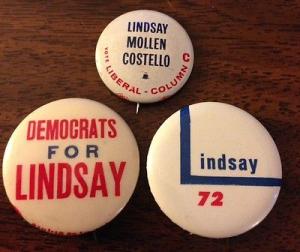 LINDSAY
MOLLEN
COSTELLO
VOTE LIBERAL - COLUMN C
DEMOCRATS
FOR
LINDSAY
Lindsay
72